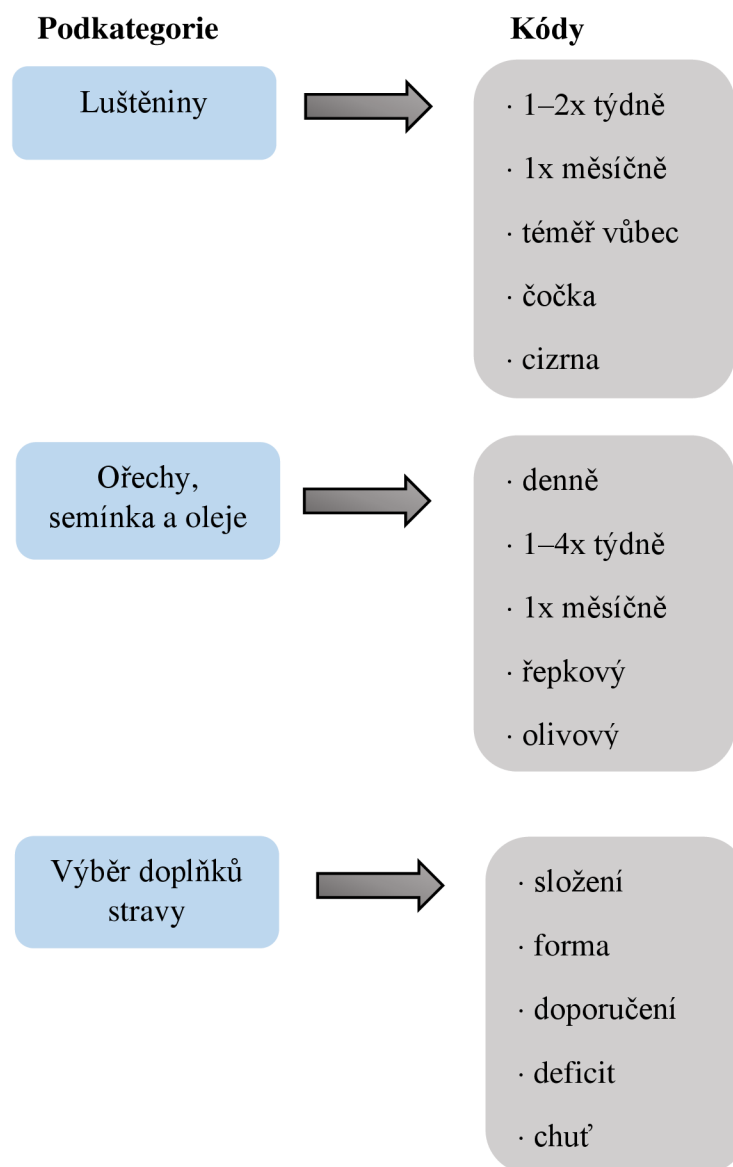 Podkategorie
Kódy
Luštěniny
· 1–2x týdně
· 1x měsíčně
· téměř vůbec
· čočka
· cizrna
Ořechy,
semínka a oleje
· denně
· 1–4x týdně
· 1x měsíčně
· řepkový
· olivový
Výběr doplňků
stravy
· složení
· forma
· doporučení
· deficit
· chuť